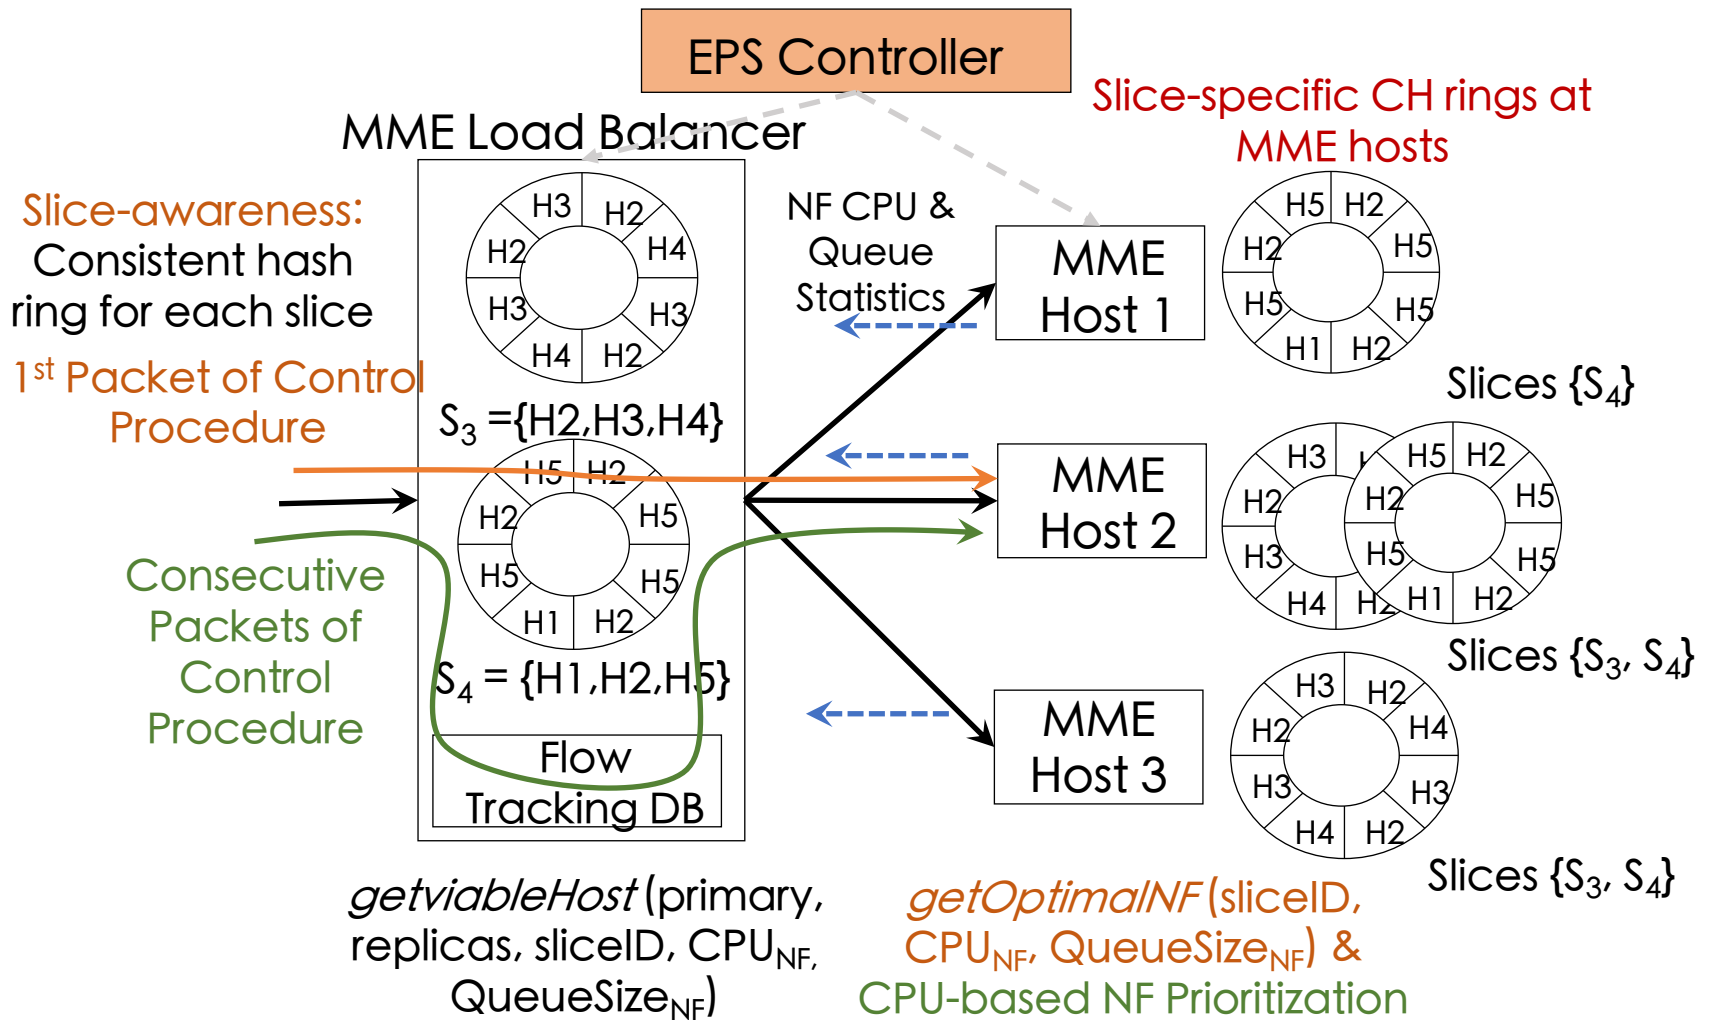 EPS Controller
Slice-specific CH rings at
MME hosts
MME Load Balancer
Slice-awareness:
Consistent hash
ring for each slice
1st Packet of Control
Procedure
Consecutive
Packets of
Control
Procedure
H3 H2
H2 H4
H3 H3
H4 H2
S3 ={H2,H3,H4}
H5 H2
H2 H5
H5 H5
H1 H2
S4 = {H1,H2,H5}
Flow
Tracking DB
NF CPU &
Queue
Statistics
MME
Host 1
H5 H2
H2 H5
H5 H5
H1 H2
Slices {S4}
MME
Host 2
H3
H2
H3
H4 H2
H5 H2
H2 H5
H5 H5
H1 H2
Slices {S3, S4}
MME
Host 3
H3 H2
H2 H4
H3 H3
H4 H2
Slices {S3, S4}
getviableHost (primary,
replicas, sliceID, CPUNF,
QueueSizeNF)
getOptimalNF (sliceID,
CPUNF, QueueSizeNF) &
CPU-based NF Prioritization